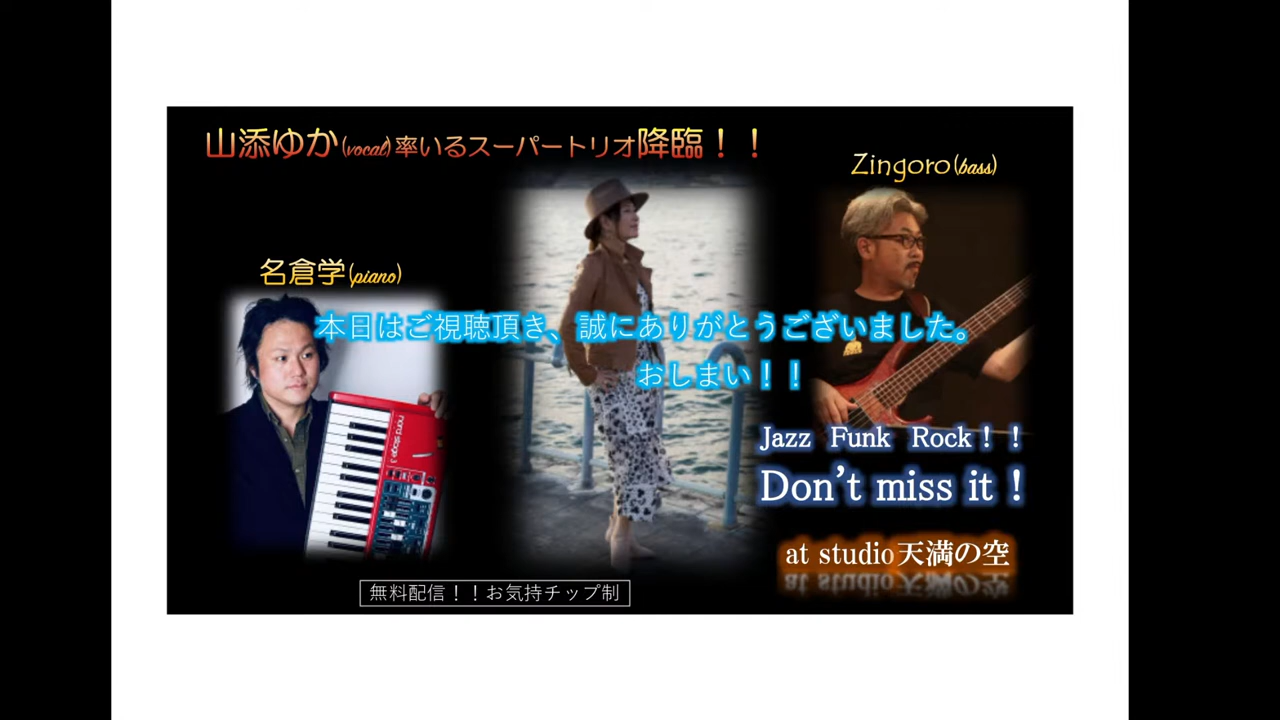 山添ゆか(vocal)率いるスーパートリオ降臨！！
Zingoro(bass)
名倉学(piano)
本日はご視聴頂き、誠にありがとうございました。
おしまい！！
nord stage 3
Jazz Funk Rock！！
Don't miss it！
at studio天満の空
無料配信！！お気持チップ制